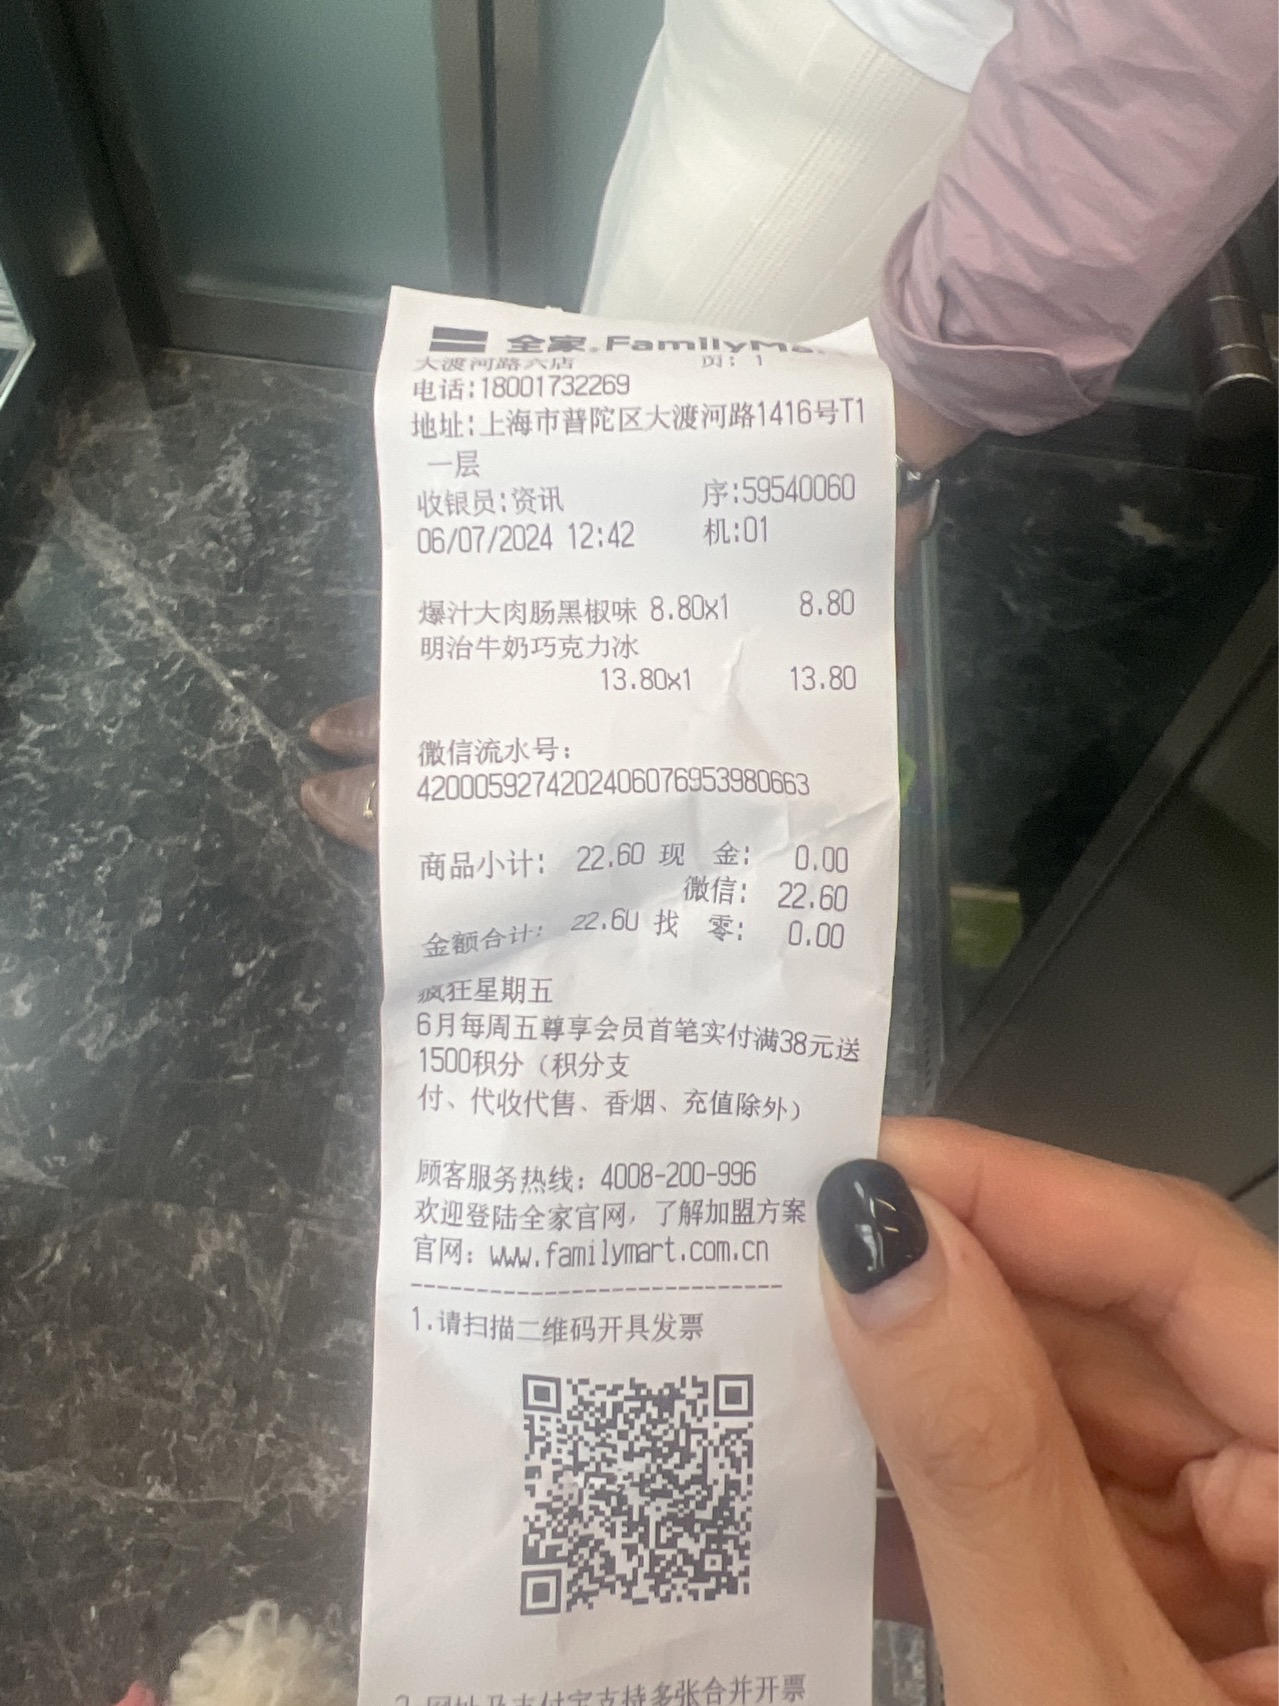 全家 FamilyMa
大渡河路六店 页: 1
电话:18001732269
地址:上海市普陀区大渡河路1416号T1
一层
收银员:资讯 序:59540060
06/07/2024 12:42 机:01
爆汁大肉肠黑椒味 8.80x1 8.80
明治牛奶巧克力冰
13.80x1 13.80
微信流水号:
4200059274202406076953980663
商品小计: 22.60 现 金: 0.00
微信: 22.60
金额合计: 22.60 找 零: 0.00
疯狂星期五
6月每周五尊享会员首笔实付满38元送
1500积分（积分支
付、代收代售、香烟、充值除外）
顾客服务热线: 4008-200-996
欢迎登陆全家官网，了解加盟方案
官网: www.familymart.com.cn
1.请扫描二维码开具发票
支持多张合并开票